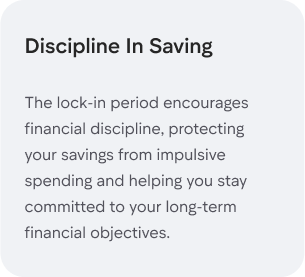 Discipline In Saving
The lock-in period encourages
financial discipline, protecting
your savings from impulsive
spending and helping you stay
committed to your long-term
financial objectives.